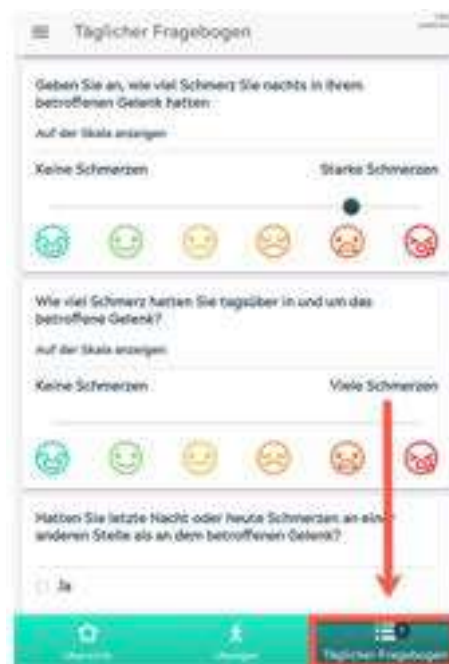 Täglicher Fragebogen
Geben Sie an, wie viel Schmerz Sie nachts in Ihrem
betroffenen Gelenk hatten
Auf der Skala anzeigen
Keine Schmerzen Starke Schmerzen
Wie viel Schmerz hatten Sie tagsüber in und um das
betroffene Gelenk?
Auf der Skala anzeigen
Keine Schmerzen Viele Schmerzen
Hatten Sie letzte Nacht oder heute Schmerzen an einer
anderen Stelle als an dem betroffenen Gelenk?
Ja
Täglicher Fragebogen